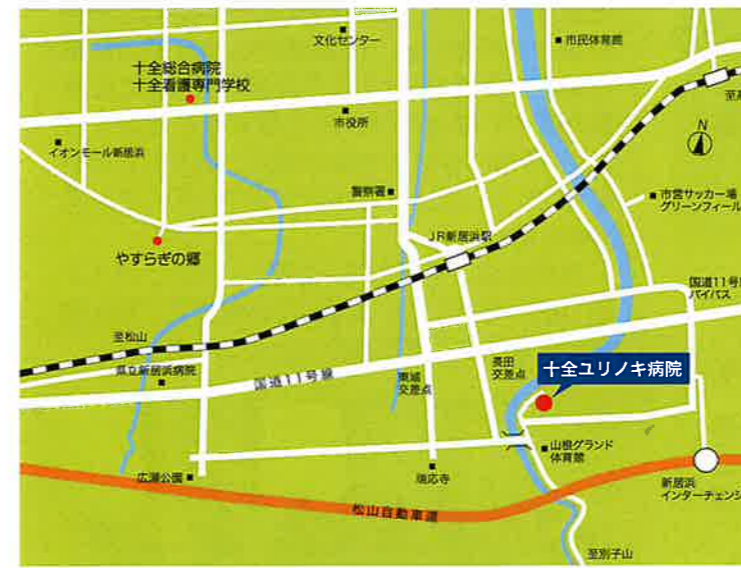 文化センター
市民体育館
十全総合病院
十全看護専門学校
市役所
イオンモール新居浜
N
警察署
市営サッカー場
グリーンフィール
JR新居浜駅
やすらぎの郷
国道11号
バイパス
至松山
県立新居浜病院
国道11号線
東城
交差点
長田
交差点
十全ユリノキ病院
山根グランド
体育館
広瀬公園
瑞応寺
新居浜
インターチェンジ
松山自動車道
至別子山